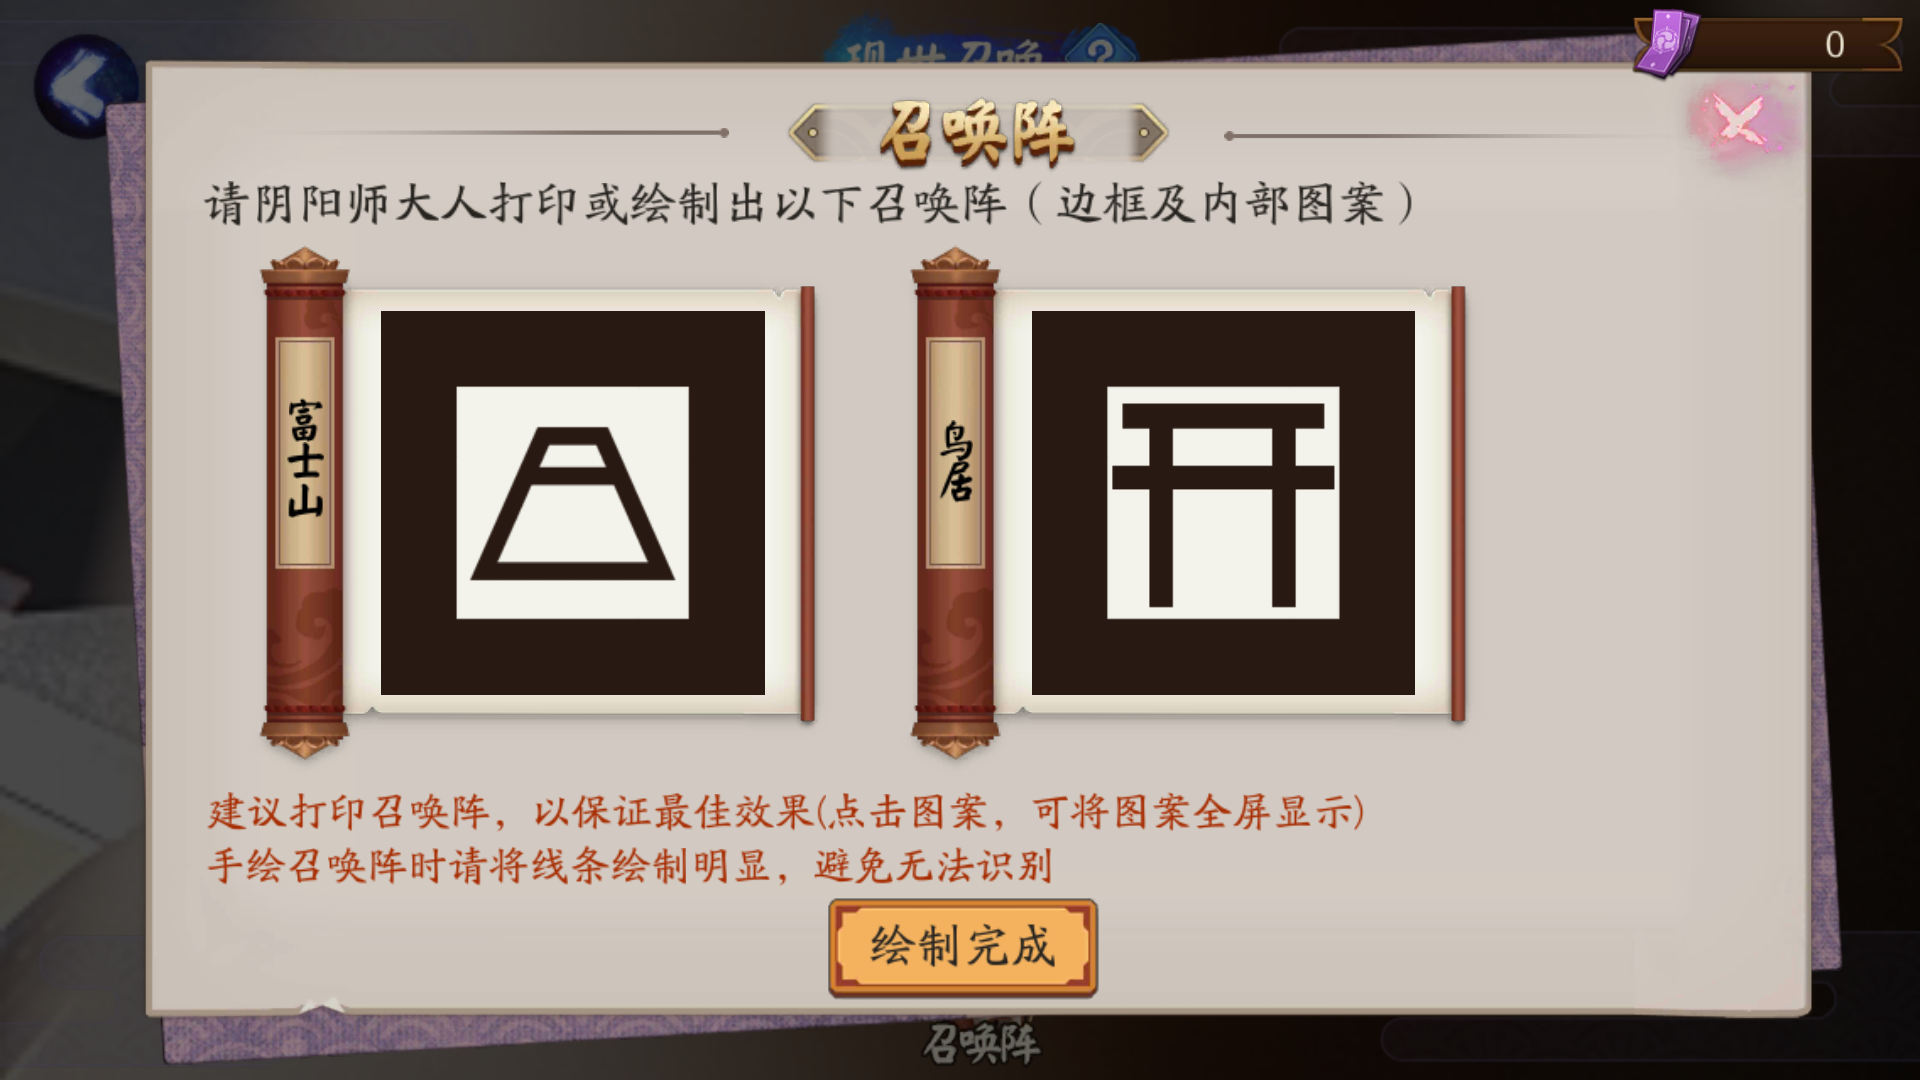 现世召唤
?
0
召唤阵
请阴阳师大人打印或绘制出以下召唤阵（边框及内部图案）
富士山
鸟居
建议打印召唤阵，以保证最佳效果(点击图案，可将图案全屏显示)
手绘召唤阵时请将线条绘制明显，避免无法识别
绘制完成
召唤阵